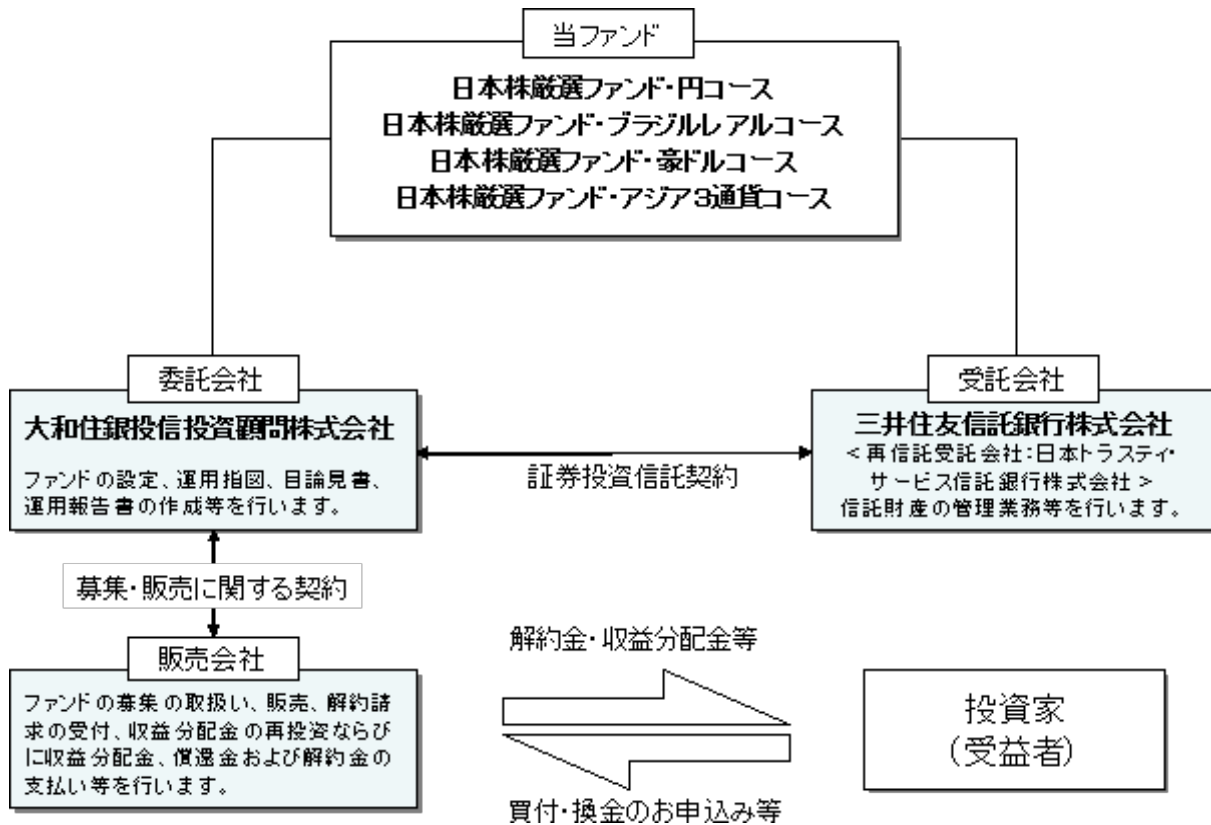 当ファンド
日本株厳選ファンド・円コース
日本株厳選ファンド・ブラジルレアルコース
日本株厳選ファンド・豪ドルコース
日本株厳選ファンド・アジア3通貨コース
委託会社
大和住銀投信投資顧問株式会社
ファンドの設定、運用指図、目論見書、
運用報告書の作成等を行います。
証券投資信託契約
受託会社
三井住友信託銀行株式会社
<再信託受託会社:日本トラスティ・
サービス信託銀行株式会社>
信託財産の管理業務等を行います。
募集・販売に関する契約
販売会社
ファンドの募集の取扱い、販売、解約請
求の受付、収益分配金の再投資ならび
に収益分配金、償還金および解約金の
支払い等を行います。
解約金・収益分配金等
買付・換金のお申込み等
投資家
(受益者)